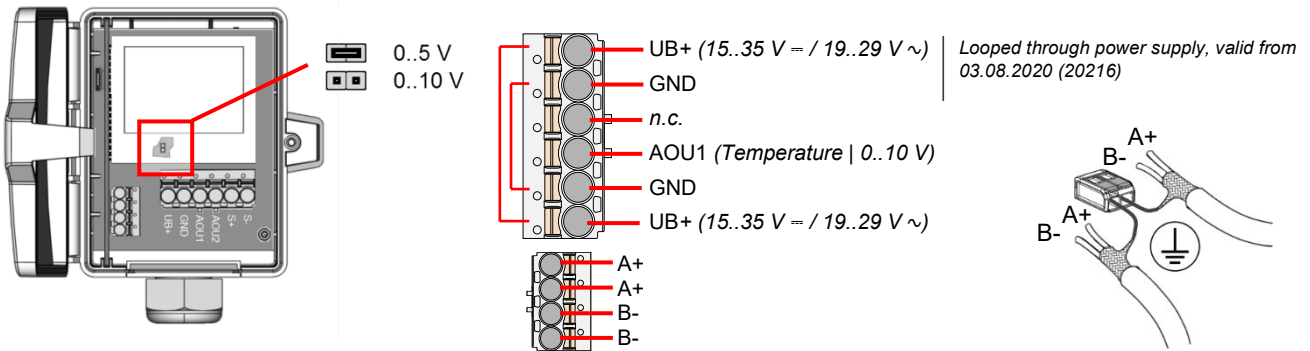 0..5 V
0..10 V
UB+
GND
AOU1
AOU2
S+
S-
UB+ (15..35 V ⎓ / 19..29 V ∿)
GND
n.c.
AOU1 (Temperature | 0..10 V)
GND
UB+ (15..35 V ⎓ / 19..29 V ∿)
A+
A+
B-
B-
Looped through power supply, valid from
03.08.2020 (20216)
A+
B-
A+
B-